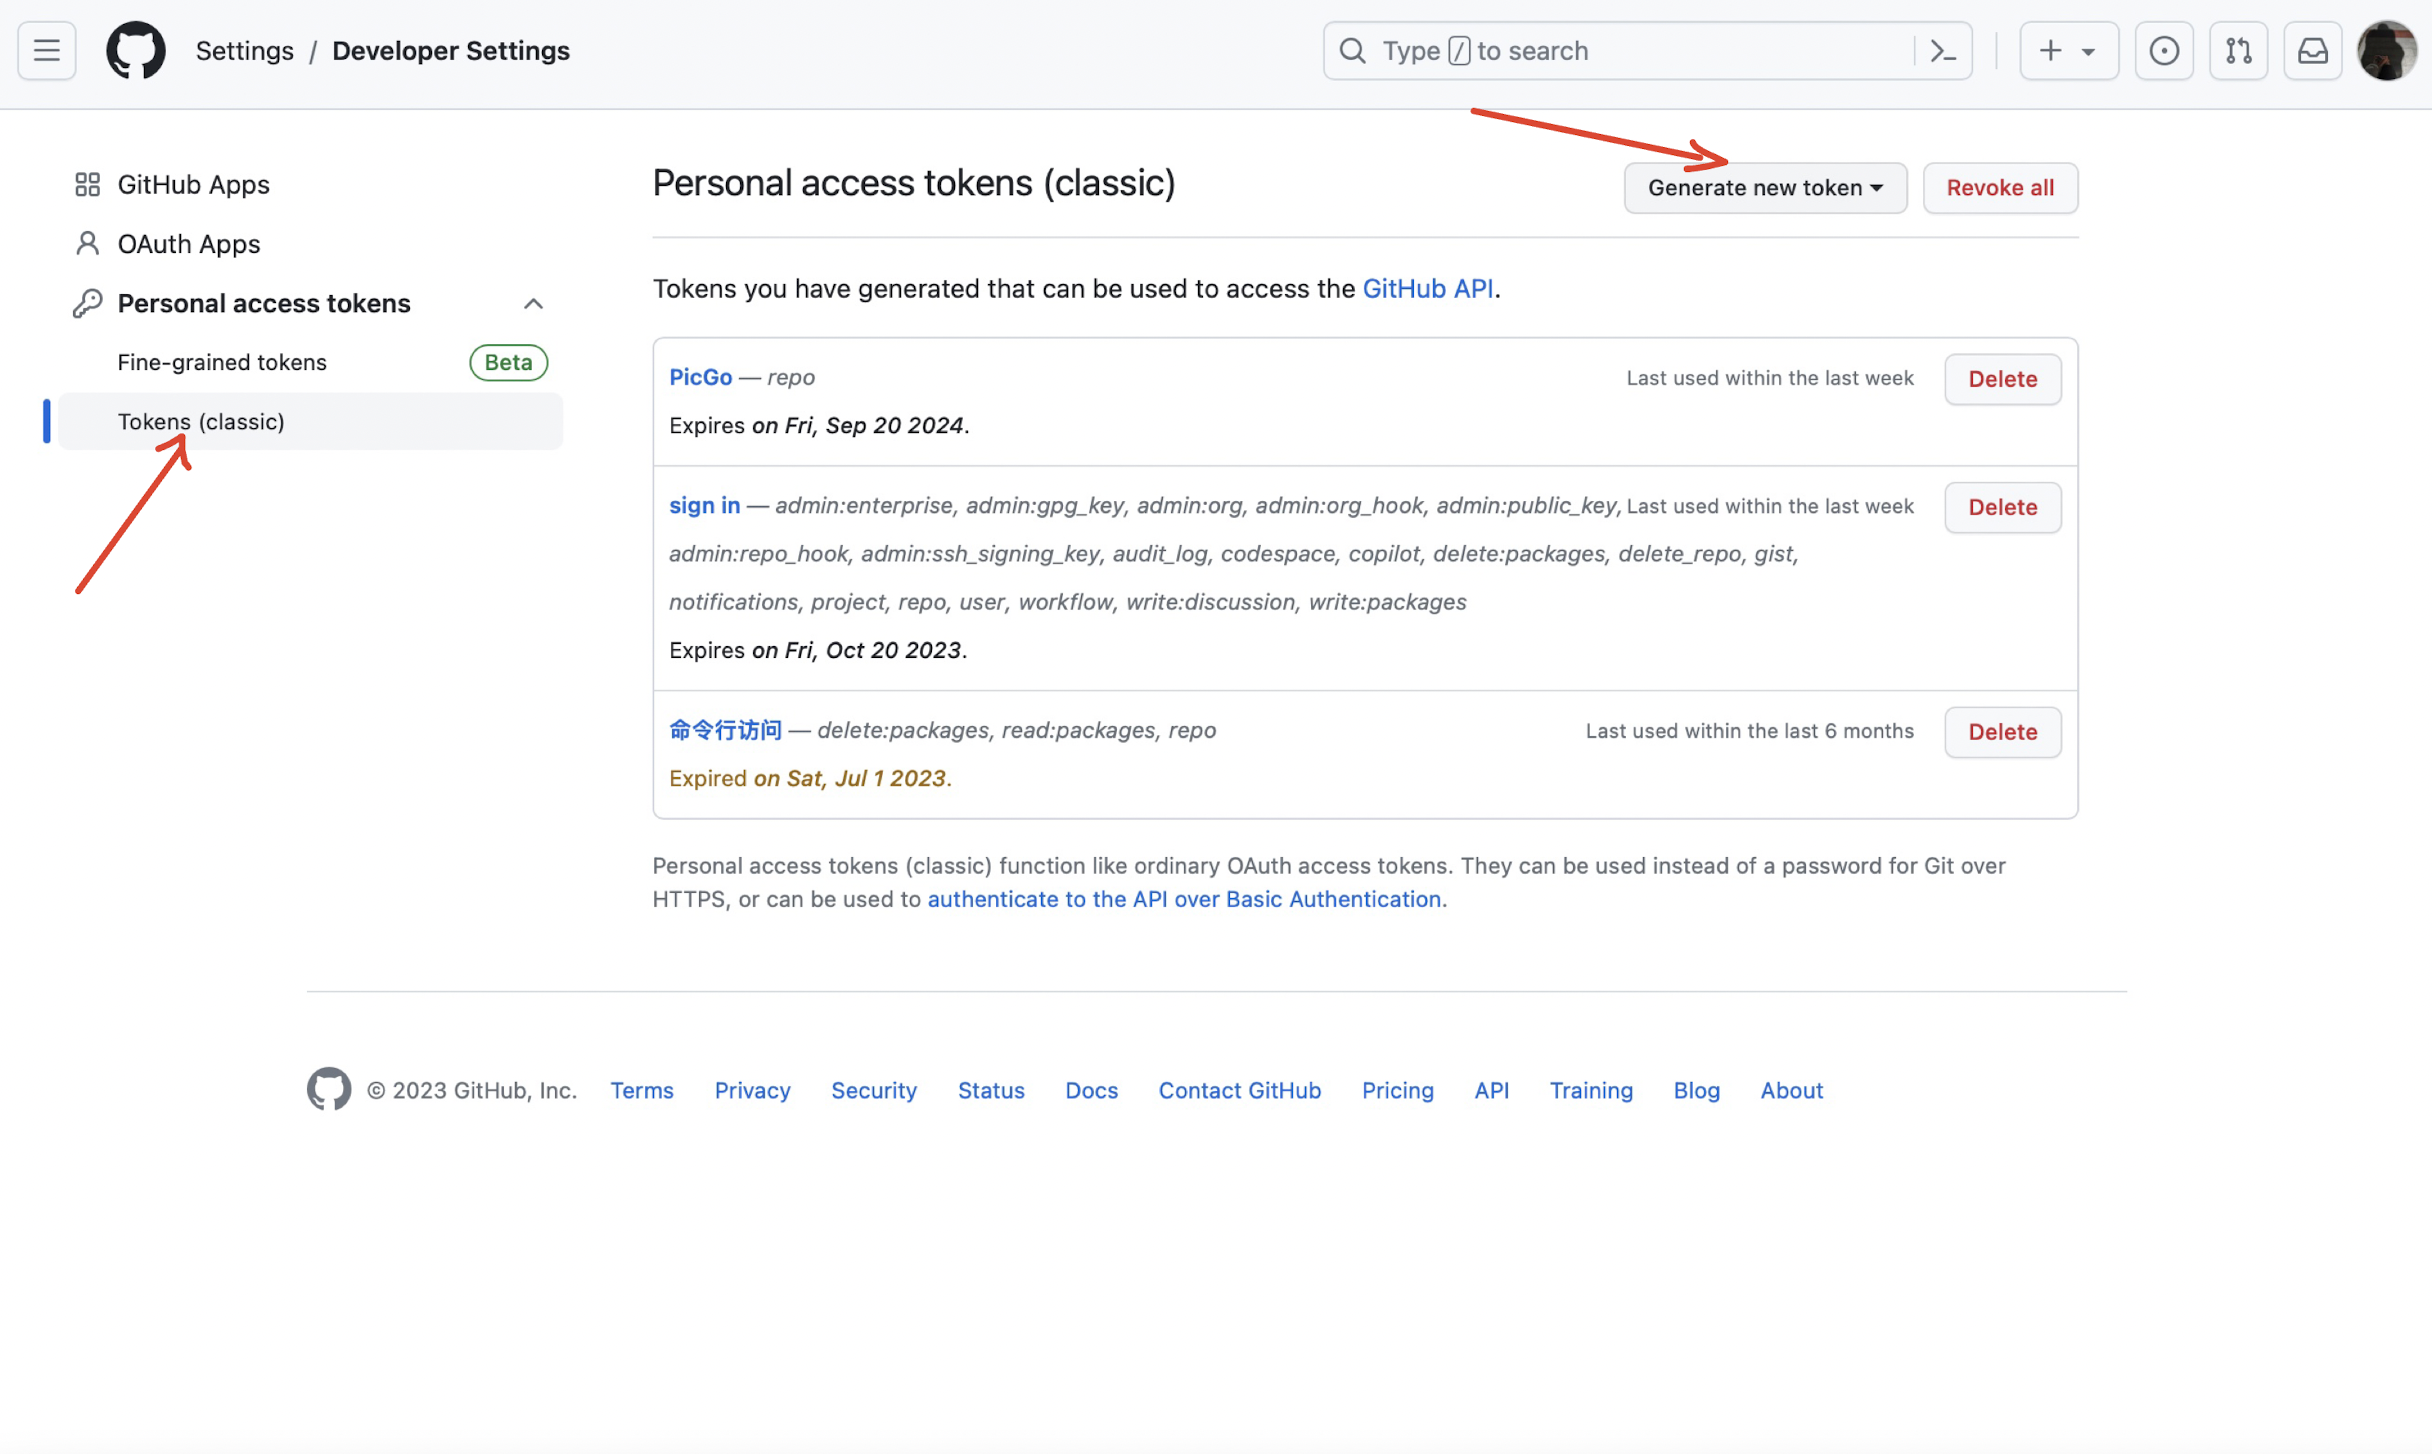 Settings / Developer Settings
Type / to search
GitHub Apps
OAuth Apps
Personal access tokens
Fine-grained tokens Beta
Tokens (classic)
Personal access tokens (classic)
Generate new token
Revoke all
Tokens you have generated that can be used to access the GitHub API.
PicGo — repo Last used within the last week Delete
Expires on Fri, Sep 20 2024.
sign in — admin:enterprise, admin:gpg_key, admin:org, admin:org_hook, admin:public_key, Last used within the last week Delete
admin:repo_hook, admin:ssh_signing_key, audit_log, codespace, copilot, delete:packages, delete_repo, gist,
notifications, project, repo, user, workflow, write:discussion, write:packages
Expires on Fri, Oct 20 2023.
命令行访问 — delete:packages, read:packages, repo Last used within the last 6 months Delete
Expired on Sat, Jul 1 2023.
Personal access tokens (classic) function like ordinary OAuth access tokens. They can be used instead of a password for Git over
HTTPS, or can be used to authenticate to the API over Basic Authentication.
© 2023 GitHub, Inc. Terms Privacy Security Status Docs Contact GitHub Pricing API Training Blog About